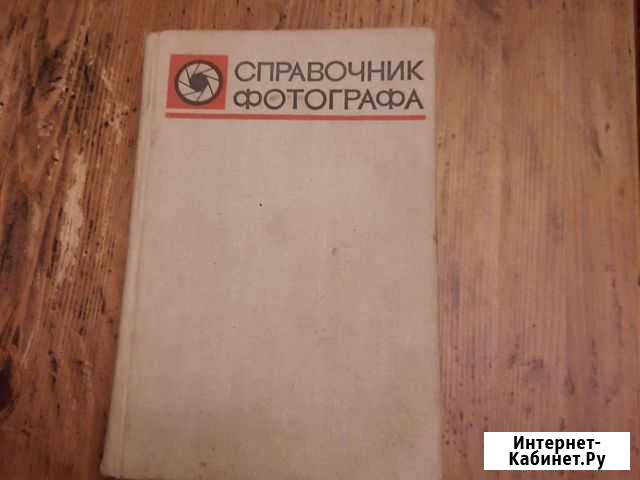 СПРАВОЧНИК
ФОТОГРАФА
Интернет-
Кабинет.Ру